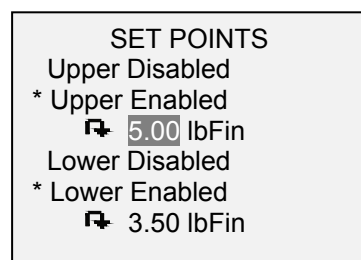 SET POINTS
Upper Disabled
* Upper Enabled
5.00 lbFin
Lower Disabled
* Lower Enabled
3.50 lbFin